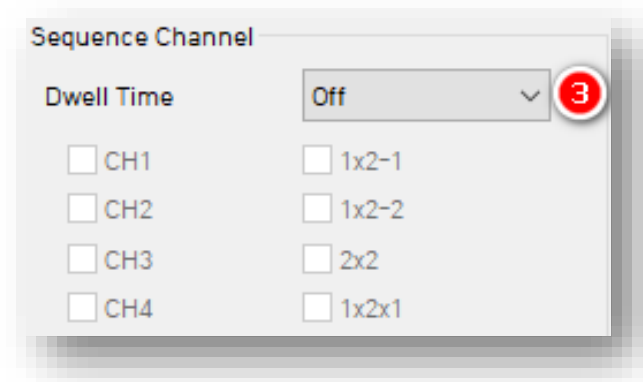 Sequence Channel
Dwell Time Off 3
CH1 1x2-1
CH2 1x2-2
CH3 2x2
CH4 1x2x1